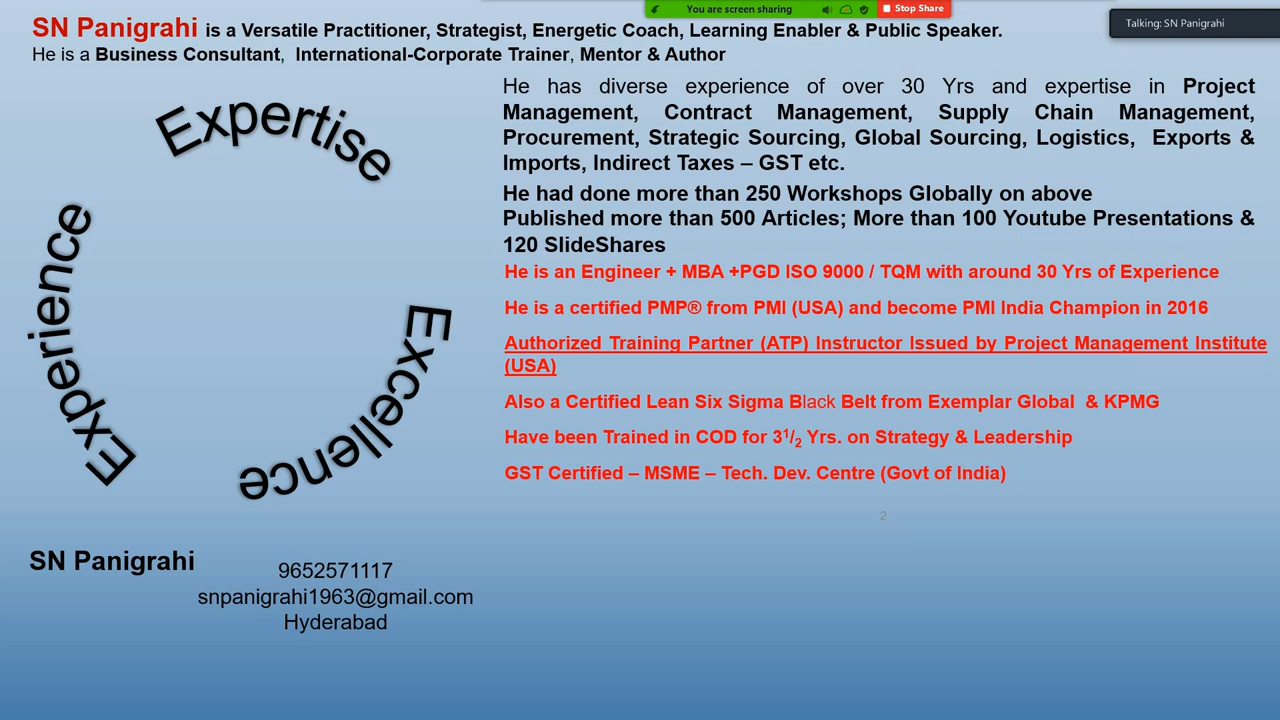 You are screen sharing
Stop Share
Talking: SN Panigrahi
SN Panigrahi is a Versatile Practitioner, Strategist, Energetic Coach, Learning Enabler & Public Speaker.
He is a Business Consultant, International-Corporate Trainer, Mentor & Author
Expertise
Experience
Excellence
He has diverse experience of over 30 Yrs and expertise in Project
Management, Contract Management, Supply Chain Management,
Procurement, Strategic Sourcing, Global Sourcing, Logistics, Exports &
Imports, Indirect Taxes – GST etc.
He had done more than 250 Workshops Globally on above
Published more than 500 Articles; More than 100 Youtube Presentations &
120 SlideShares
He is an Engineer + MBA +PGD ISO 9000 / TQM with around 30 Yrs of Experience
He is a certified PMP® from PMI (USA) and become PMI India Champion in 2016
Authorized Training Partner (ATP) Instructor Issued by Project Management Institute
(USA)
Also a Certified Lean Six Sigma Black Belt from Exemplar Global & KPMG
Have been Trained in COD for 3 1/2 Yrs. on Strategy & Leadership
GST Certified – MSME – Tech. Dev. Centre (Govt of India)
2
SN Panigrahi
9652571117
snpanigrahi1963@gmail.com
Hyderabad